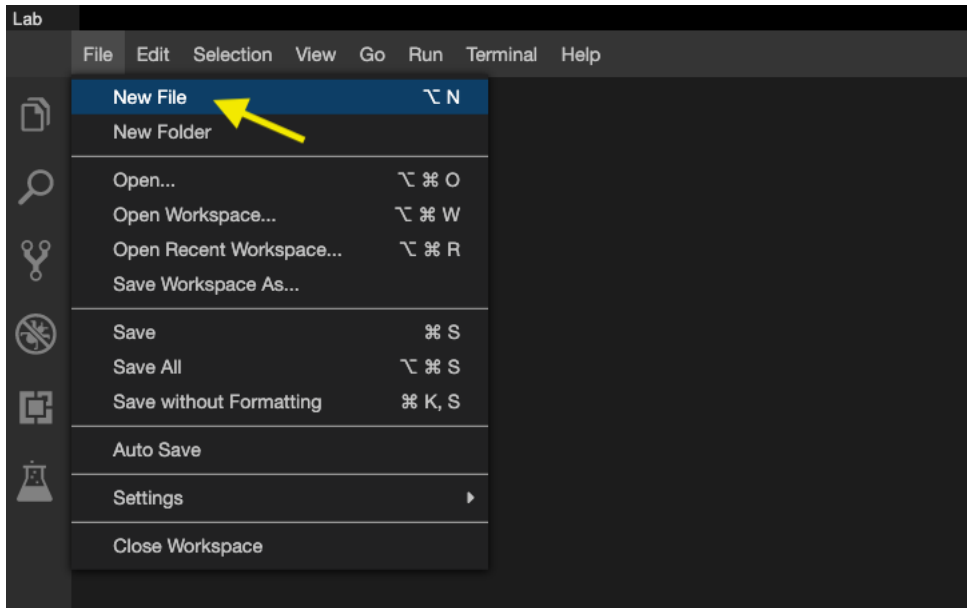 Lab
File Edit Selection View Go Run Terminal Help
New File ⌥ N
New Folder
Open... ⌥ ⌘ O
Open Workspace... ⌥ ⌘ W
Open Recent Workspace... ⌥ ⌘ R
Save Workspace As...
Save ⌘ S
Save All ⌥ ⌘ S
Save without Formatting ⌘ K, S
Auto Save
Settings
Close Workspace